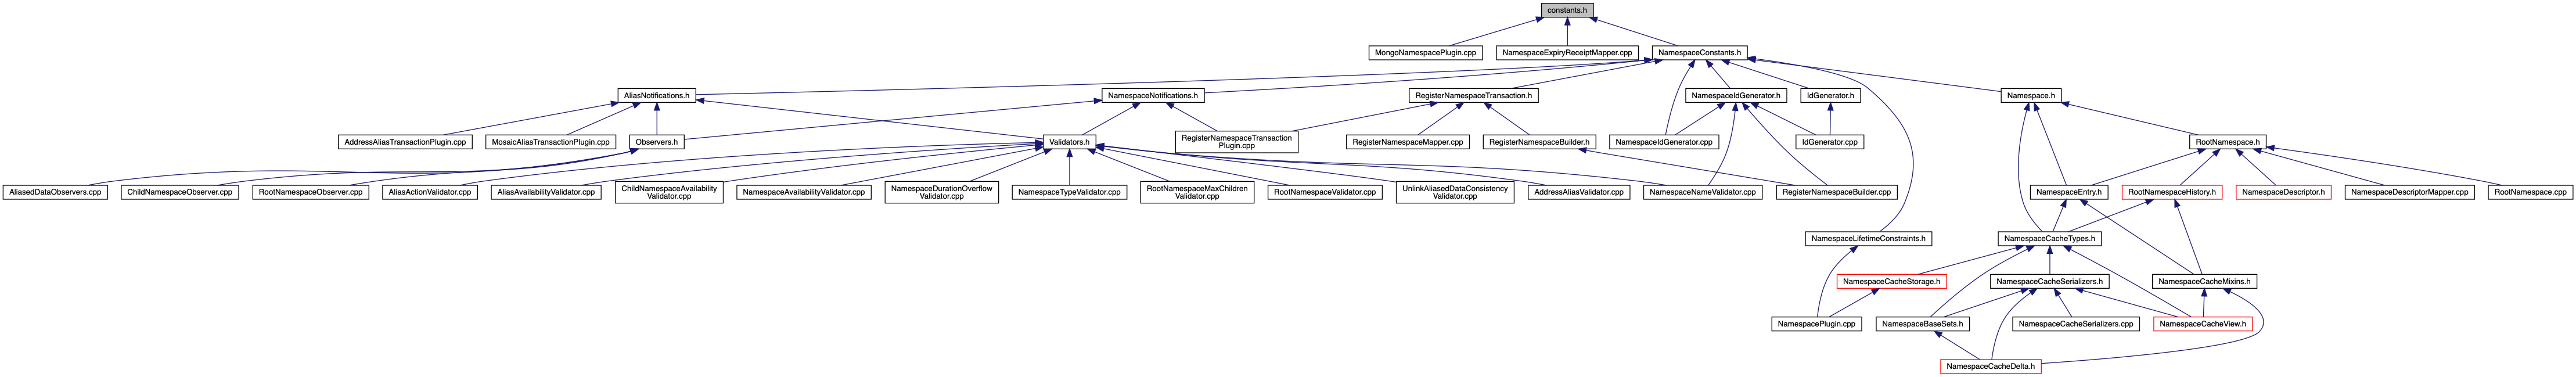 constants.h
MongoNamespacePlugin.cpp
NamespaceExpiryReceiptMapper.cpp
NamespaceConstants.h
AliasNotifications.h
NamespaceNotifications.h
RegisterNamespaceTransaction.h
NamespaceIdGenerator.h
IdGenerator.h
Namespace.h
AddressAliasTransactionPlugin.cpp
MosaicAliasTransactionPlugin.cpp
Observers.h
Validators.h
RegisterNamespaceTransaction
Plugin.cpp
RegisterNamespaceMapper.cpp
RegisterNamespaceBuilder.h
NamespaceIdGenerator.cpp
IdGenerator.cpp
RootNamespace.h
AliasedDataObservers.cpp
ChildNamespaceObserver.cpp
RootNamespaceObserver.cpp
AliasActionValidator.cpp
AliasAvailabilityValidator.cpp
ChildNamespaceAvailability
Validator.cpp
NamespaceAvailabilityValidator.cpp
NamespaceDurationOverflow
Validator.cpp
NamespaceTypeValidator.cpp
RootNamespaceMaxChildren
Validator.cpp
RootNamespaceValidator.cpp
UnlinkAliasedDataConsistency
Validator.cpp
AddressAliasValidator.cpp
NamespaceNameValidator.cpp
RegisterNamespaceBuilder.cpp
NamespaceEntry.h
RootNamespaceHistory.h
NamespaceDescriptor.h
NamespaceDescriptorMapper.cpp
RootNamespace.cpp
NamespaceLifetimeConstraints.h
NamespaceCacheTypes.h
NamespaceCacheStorage.h
NamespaceCacheSerializers.h
NamespaceCacheMixins.h
NamespacePlugin.cpp
NamespaceBaseSets.h
NamespaceCacheSerializers.cpp
NamespaceCacheView.h
NamespaceCacheDelta.h